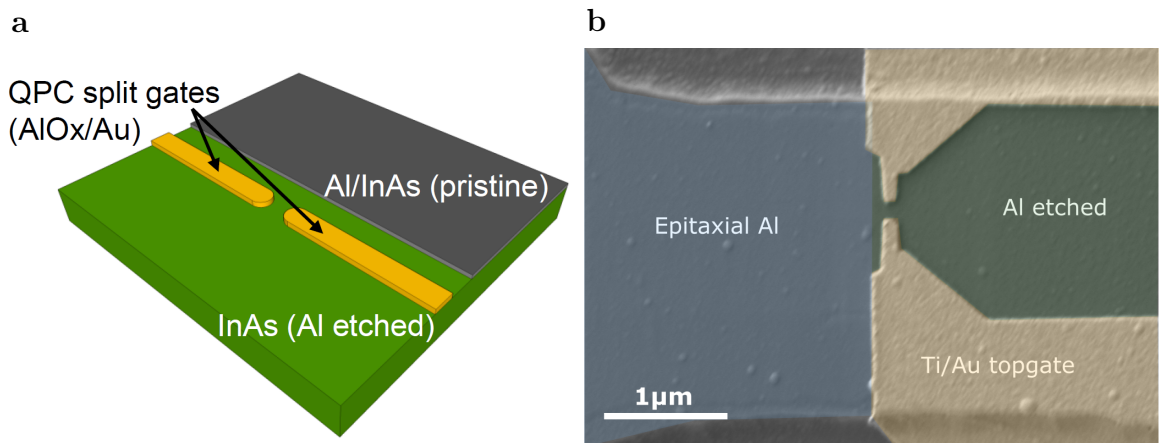 a
QPC split gates
(AlOx/Au)
Al/InAs (pristine)
InAs (Al etched)
b
Epitaxial Al
Al etched
Ti/Au topgate
1μm